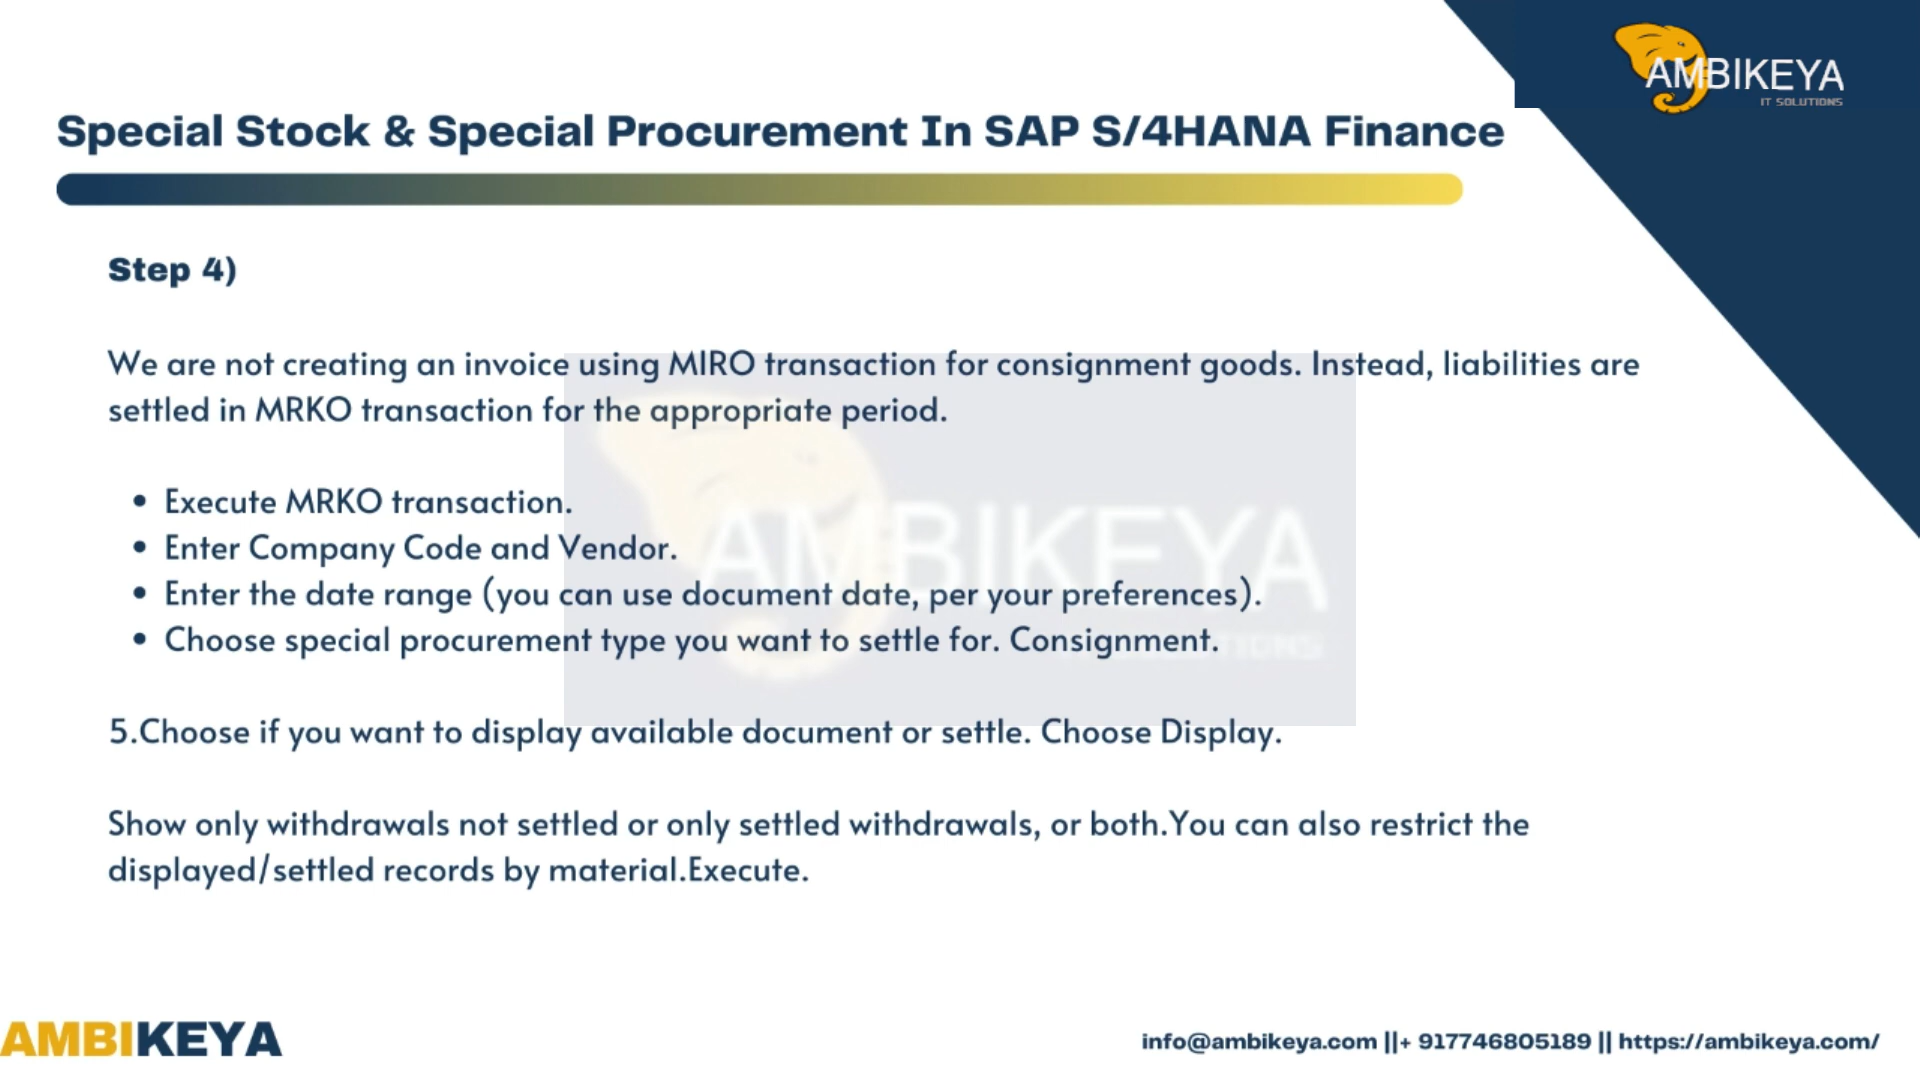 AMBIKEYA
IT SOLUTIONS
Special Stock & Special Procurement In SAP S/4HANA Finance
Step 4)
We are not creating an invoice using MIRO transaction for consignment goods. Instead, liabilities are
settled in MRKO transaction for the appropriate period.
• Execute MRKO transaction.
• Enter Company Code and Vendor.
• Enter the date range (you can use document date, per your preferences).
• Choose special procurement type you want to settle for. Consignment.
AMBIKEYA
5.Choose if you want to display available document or settle. Choose Display.
Show only withdrawals not settled or only settled withdrawals, or both.You can also restrict the
displayed/settled records by material.Execute.
AMBIKEYA
info@ambikeya.com ||+ 917746805189 || https://ambikeya.com/